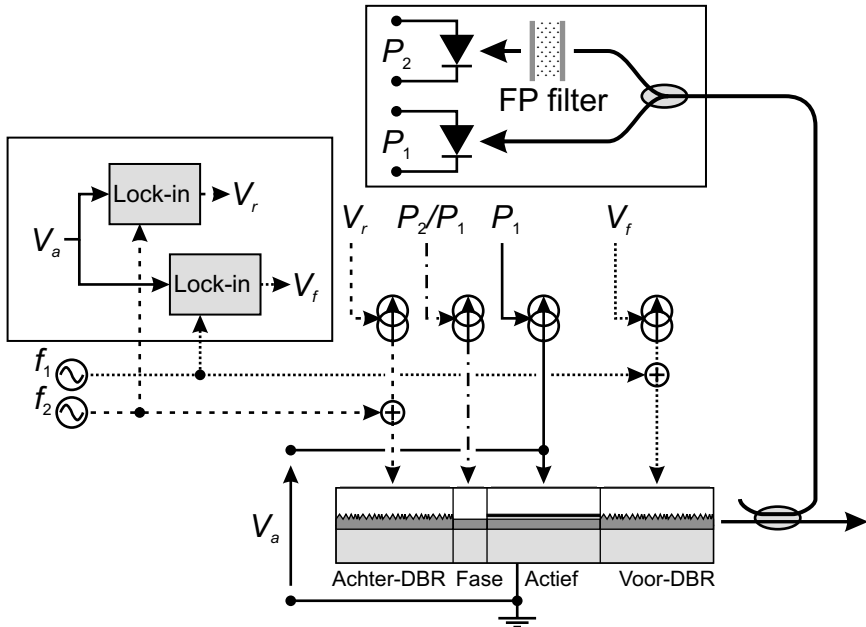 P2
FP filter
P1
Lock-in
Vr
Va
Lock-in
Vf
Vr
P2/P1
P1
Vf
f1
f2
Va
Achter-DBR
Fase
Actief
Voor-DBR